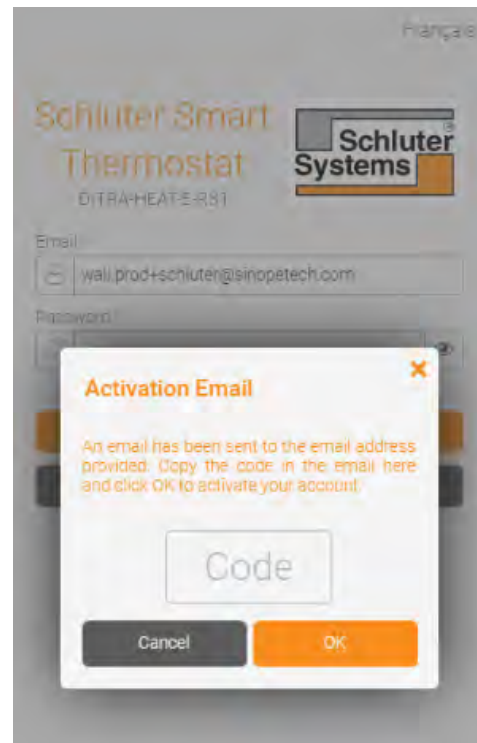 Français
Schluter Smart
Thermostat
DITRA-HEAT-E-RS1
Schluter®
Systems
Email
wali.prod+schluter@sinopetech.com
Password
Activation Email
An email has been sent to the email address
provided. Copy the code in the email here
and click OK to activate your account.
Code
Cancel
OK